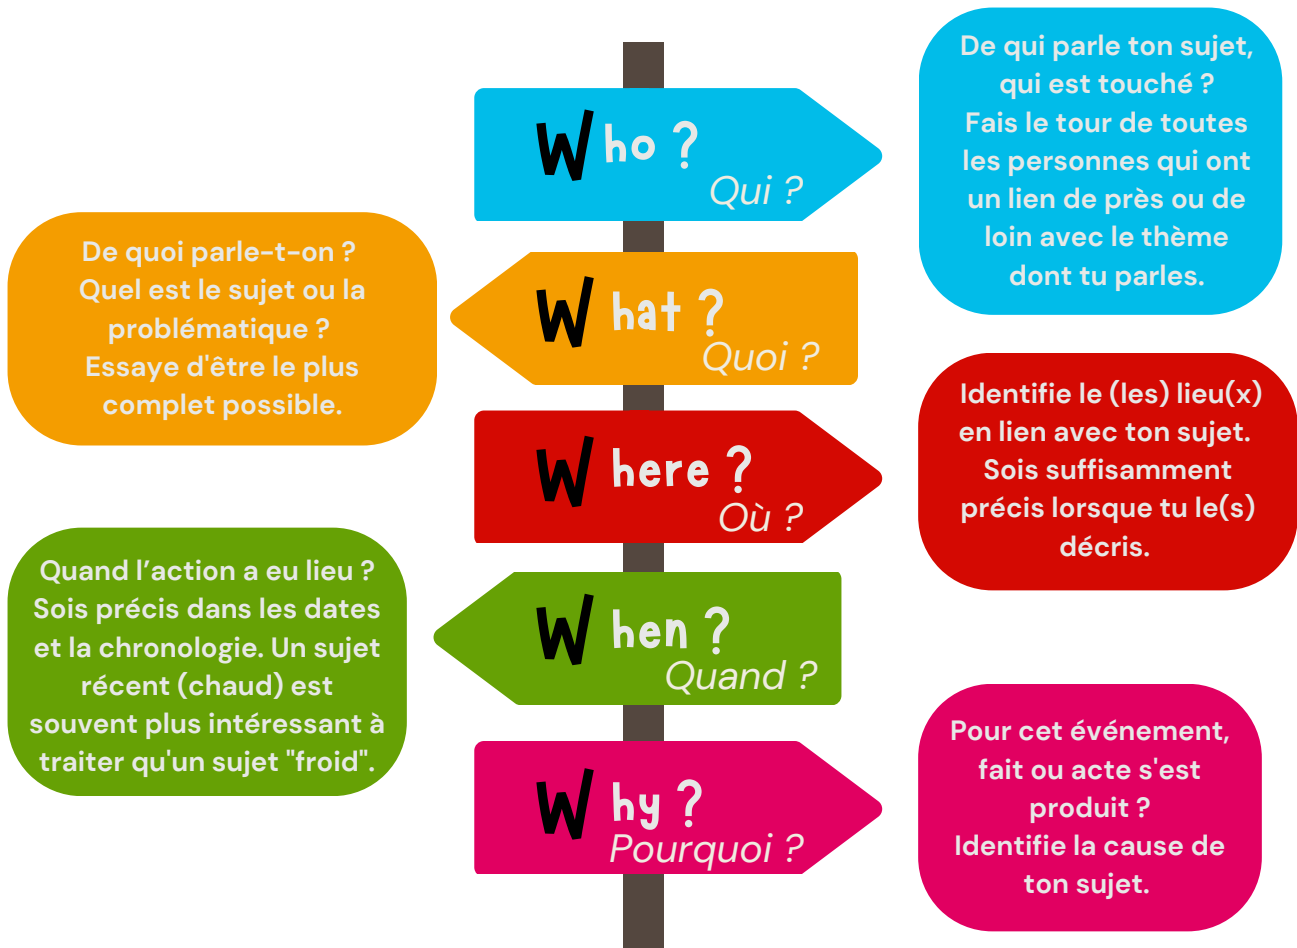 Who ?
Qui ?
De qui parle ton sujet,
qui est touché ?
Fais le tour de toutes
les personnes qui ont
un lien de près ou de
loin avec le thème
dont tu parles.
What ?
Quoi ?
De quoi parle-t-on ?
Quel est le sujet ou la
problématique ?
Essaye d'être le plus
complet possible.
Where ?
Où ?
Identifie le (les) lieu(x)
en lien avec ton sujet.
Sois suffisamment
précis lorsque tu le(s)
décris.
When ?
Quand ?
Quand l’action a eu lieu ?
Sois précis dans les dates
et la chronologie. Un sujet
récent (chaud) est
souvent plus intéressant à
traiter qu'un sujet "froid".
Why ?
Pourquoi ?
Pour cet événement,
fait ou acte s'est
produit ?
Identifie la cause de
ton sujet.